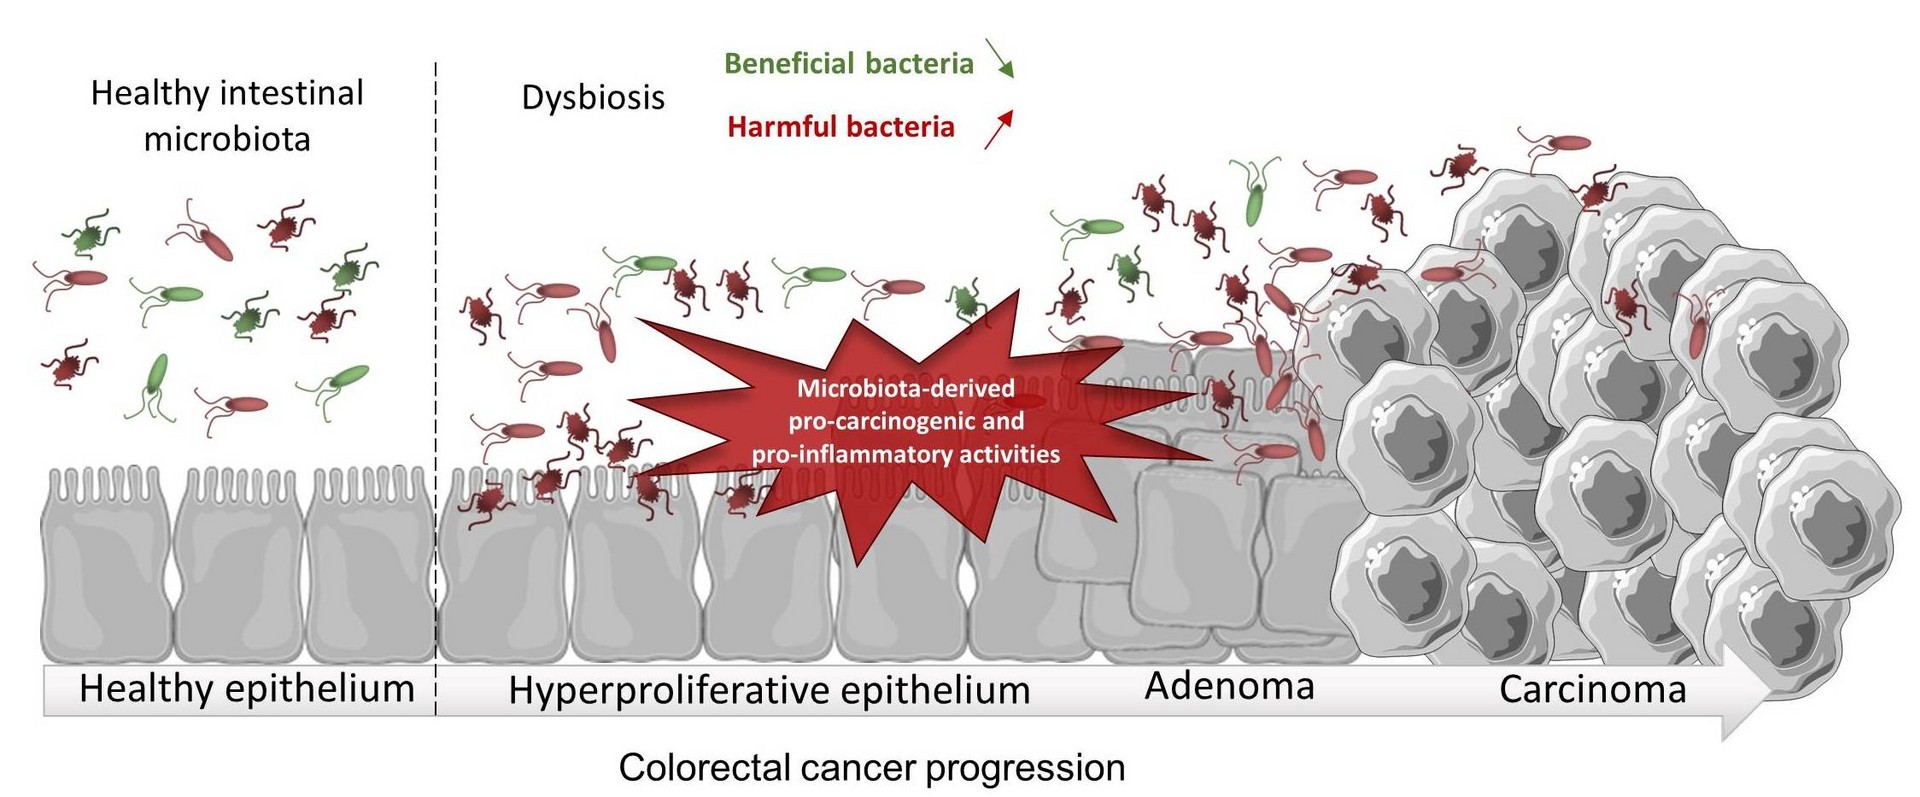 Healthy intestinal
microbiota
Dysbiosis
Beneficial bacteria
Harmful bacteria
Microbiota-derived
pro-carcinogenic and
pro-inflammatory activities
Healthy epithelium
Hyperproliferative epithelium
Adenoma
Carcinoma
Colorectal cancer progression